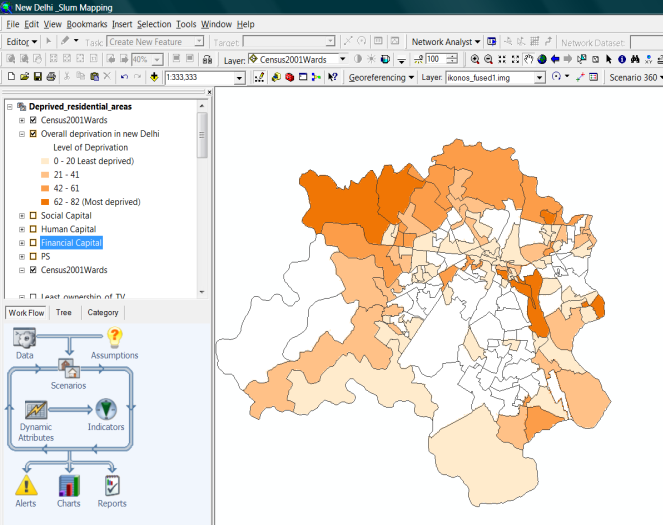 New Delhi _Slum Mapping
File Edit View Bookmarks Insert Selection Tools Window Help
Editor Task: Create New Feature Target: Network Analyst Network Dataset:
40% Layer: Census2001Wards 100
1:333,333 Georeferencing Layer: ikonos_fused1.img Scenario 360
Deprived_residential_areas
Census2001Wards
Overall deprivation in new Delhi
Level of Deprivation
0 - 20 Least deprived)
21 - 41
42 - 61
62 - 82 (Most deprived)
Social Capital
Human Capital
Financial Capital
PS
Census2001Wards
Least ownership of TV
Work Flow Tree Category
Data Assumptions
Scenarios
Dynamic
Attributes Indicators
Alerts Charts Reports